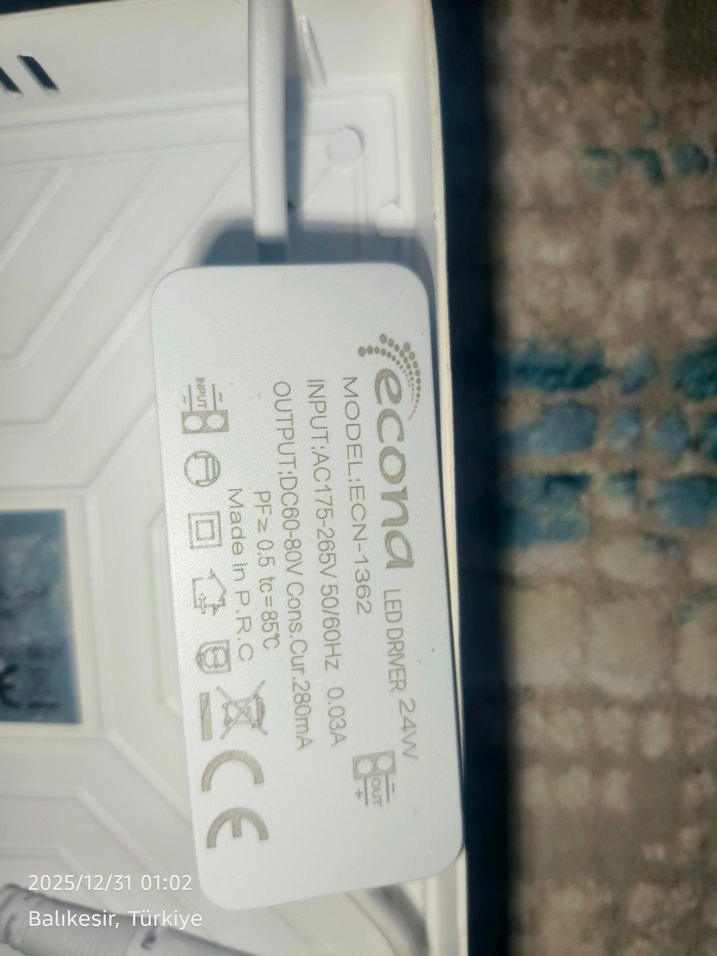 econa LED DRIVER 24W
MODEL:ECN-1362
INPUT:AC175-265V 50/60Hz 0.03A
OUTPUT:DC60-80V Cons.Cur.280mA
PF≥ 0.5 tc=85℃
Made in P.R.C
OUT
- +
INPUT
~ ~
CE
2025/12/31 01:02
Balıkesir, Türkiye